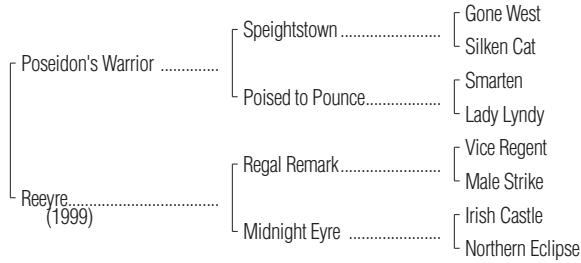 Gone West
Speightstown
Silken Cat
Poseidon's Warrior
Smarten
Poised to Pounce
Lady Lyndy
Vice Regent
Regal Remark
Male Strike
Reeyre
(1999)
Irish Castle
Midnight Eyre
Northern Eclipse